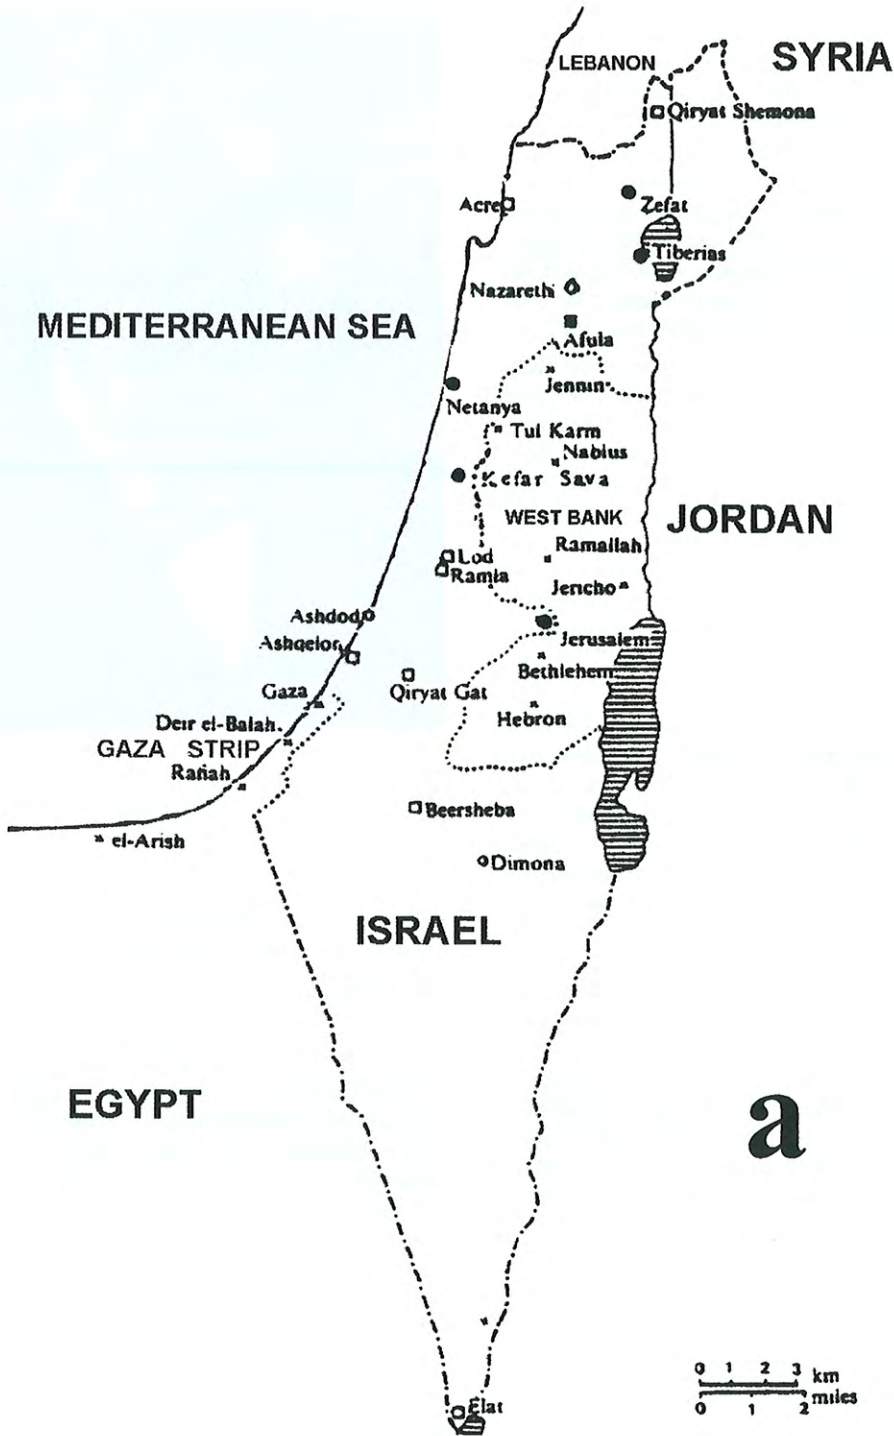 SYRIA
LEBANON
Qiryat Shemona
Acre
Zefat
Tiberias
Nazareth
MEDITERRANEAN SEA
Afula
Jennin
Netanya
Tul Karm
Nablus
Kefar Sava
WEST BANK
JORDAN
Ramallah
Lod
Ramla
Jericho
Ashdod
Jerusalem
Ashqelon
Bethlehem
Gaza
Qiryat Gat
Hebron
Deir el-Balah
GAZA STRIP
Rafiah
Beersheba
el-Arish
Dimona
ISRAEL
EGYPT
a
0 1 2 3 km
0 1 2 miles
Elat